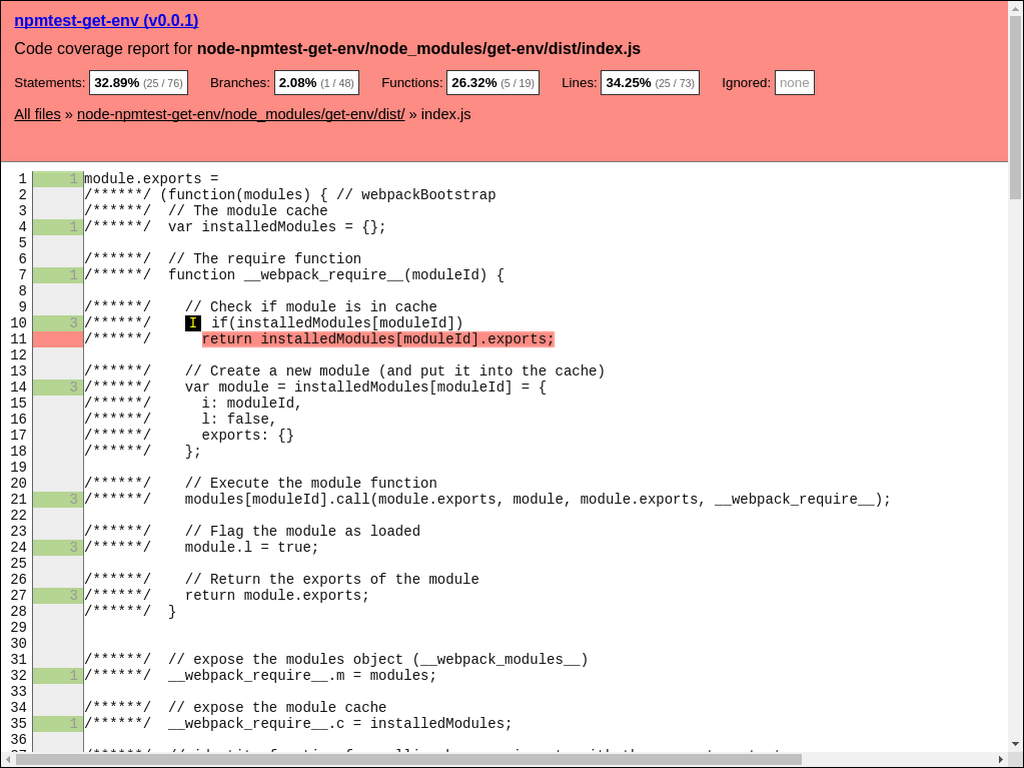 npmtest-get-env (v0.0.1)
Code coverage report for node-npmtest-get-env/node_modules/get-env/dist/index.js
Statements: 32.89% (25 / 76) Branches: 2.08% (1 / 48) Functions: 26.32% (5 / 19) Lines: 34.25% (25 / 73) Ignored: none
All files » node-npmtest-get-env/node_modules/get-env/dist/ » index.js
1 1 module.exports =
2 /******/ (function(modules) { // webpackBootstrap
3 /******/ // The module cache
4 1 /******/ var installedModules = {};
5
6 /******/ // The require function
7 1 /******/ function __webpack_require__(moduleId) {
8
9 /******/ // Check if module is in cache
10 3 /******/ I if(installedModules[moduleId])
11 /******/ return installedModules[moduleId].exports;
12
13 /******/ // Create a new module (and put it into the cache)
14 3 /******/ var module = installedModules[moduleId] = {
15 /******/ i: moduleId,
16 /******/ l: false,
17 /******/ exports: {}
18 /******/ };
19
20 /******/ // Execute the module function
21 3 /******/ modules[moduleId].call(module.exports, module, module.exports, __webpack_require__);
22
23 /******/ // Flag the module as loaded
24 3 /******/ module.l = true;
25
26 /******/ // Return the exports of the module
27 3 /******/ return module.exports;
28 /******/ }
29
30
31 /******/ // expose the modules object (__webpack_modules__)
32 1 /******/ __webpack_require__.m = modules;
33
34 /******/ // expose the module cache
35 1 /******/ __webpack_require__.c = installedModules;
36